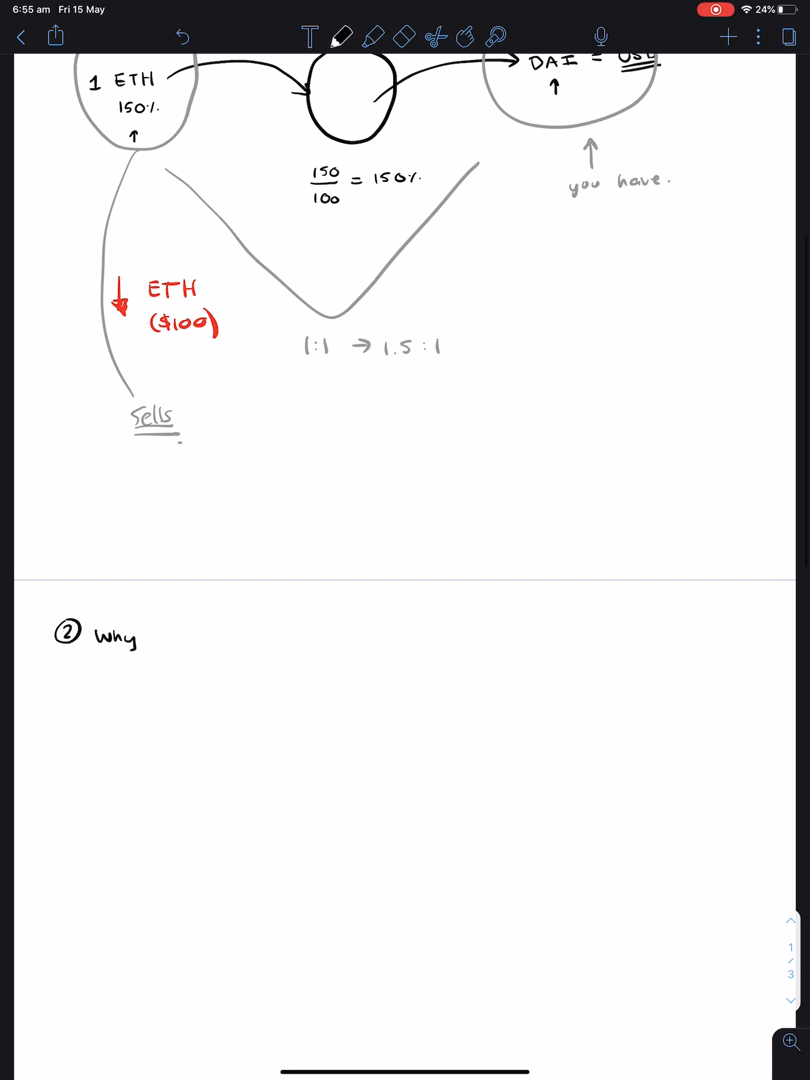 6:55 am Fri 15 May 24%
T
1 ETH
150%
DAI = USD
150
100
= 150%
you have.
ETH
($100)
1:1 → 1.5:1
Sells
② Why
1
/
3